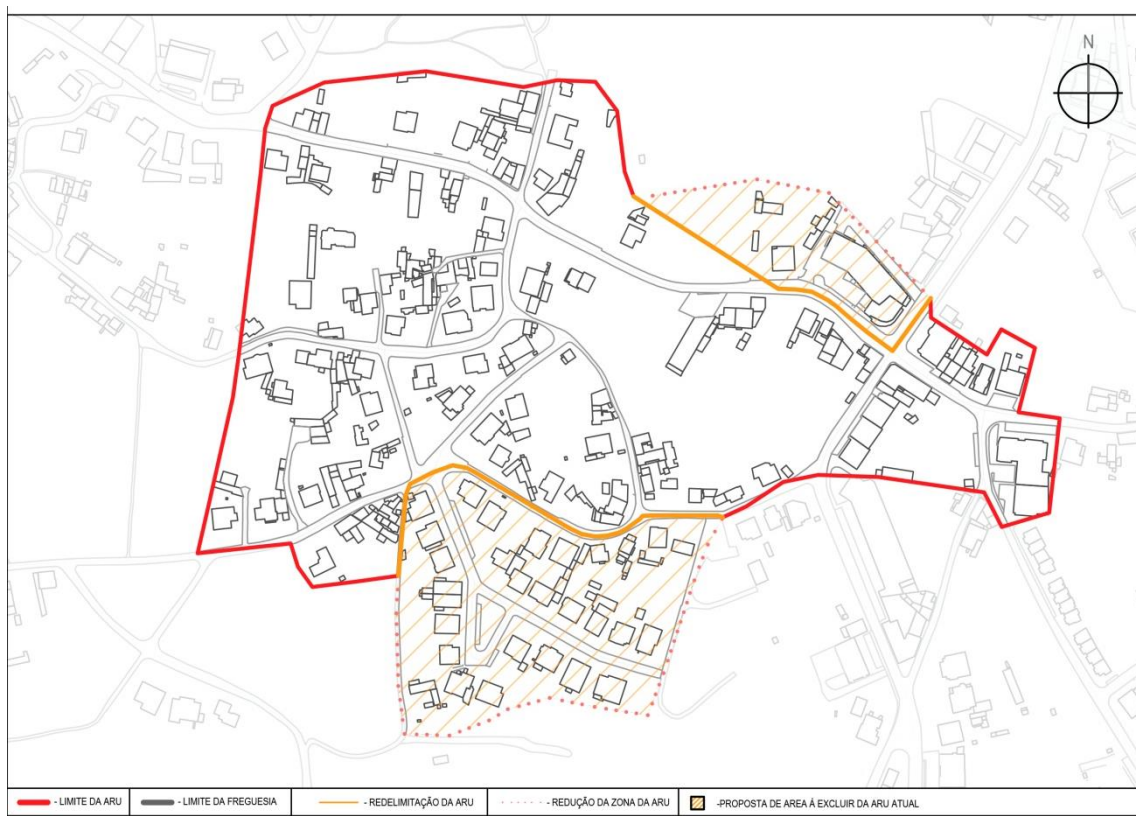 N
- LIMITE DA ARU
- LIMITE DA FREGUESIA
- REDELIMITAÇÃO DA ARU
- REDUÇÃO DA ZONA DA ARU
-PROPOSTA DE AREA Á EXCLUIR DA ARU ATUAL